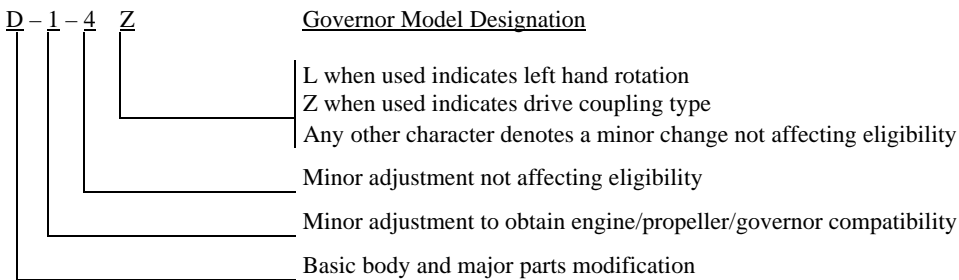 D – 1 – 4 Z Governor Model Designation
L when used indicates left hand rotation
Z when used indicates drive coupling type
Any other character denotes a minor change not affecting eligibility
Minor adjustment not affecting eligibility
Minor adjustment to obtain engine/propeller/governor compatibility
Basic body and major parts modification